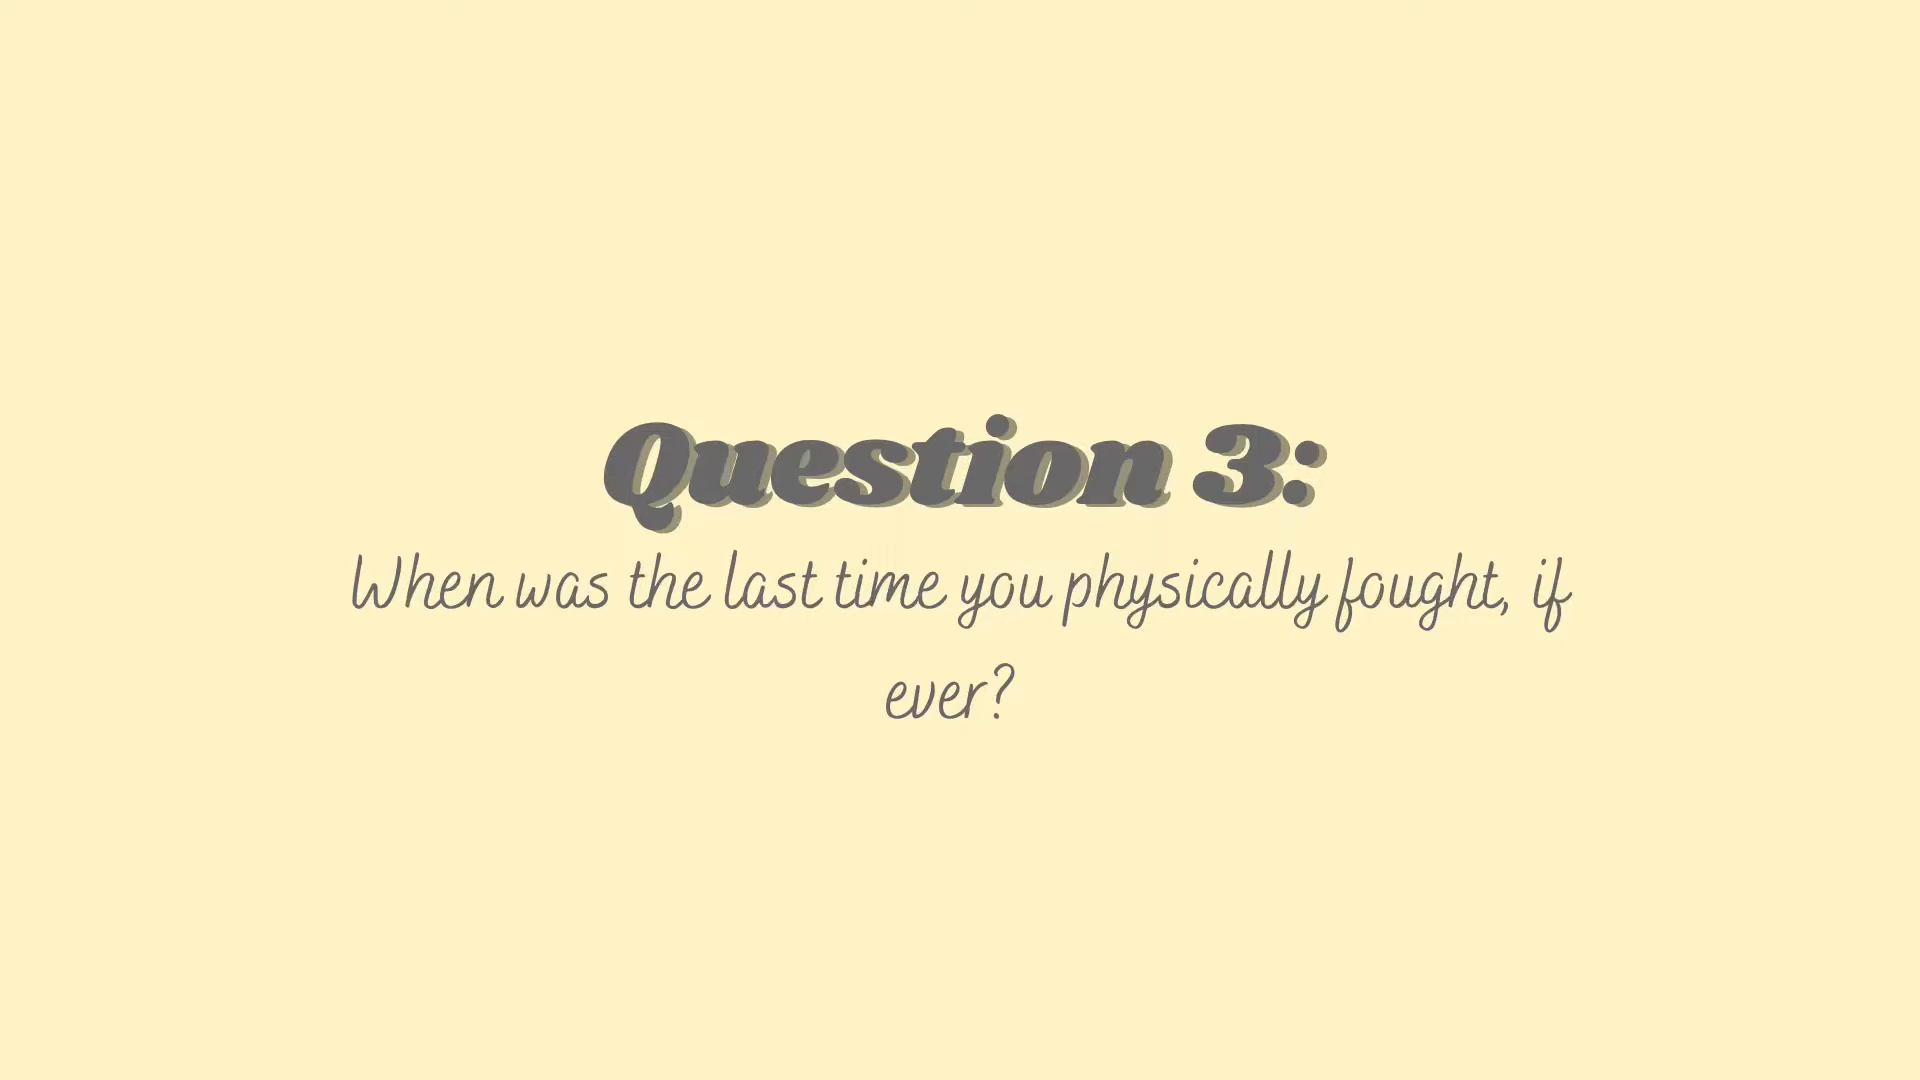 Question 3:
When was the last time you physically fought, if
ever?